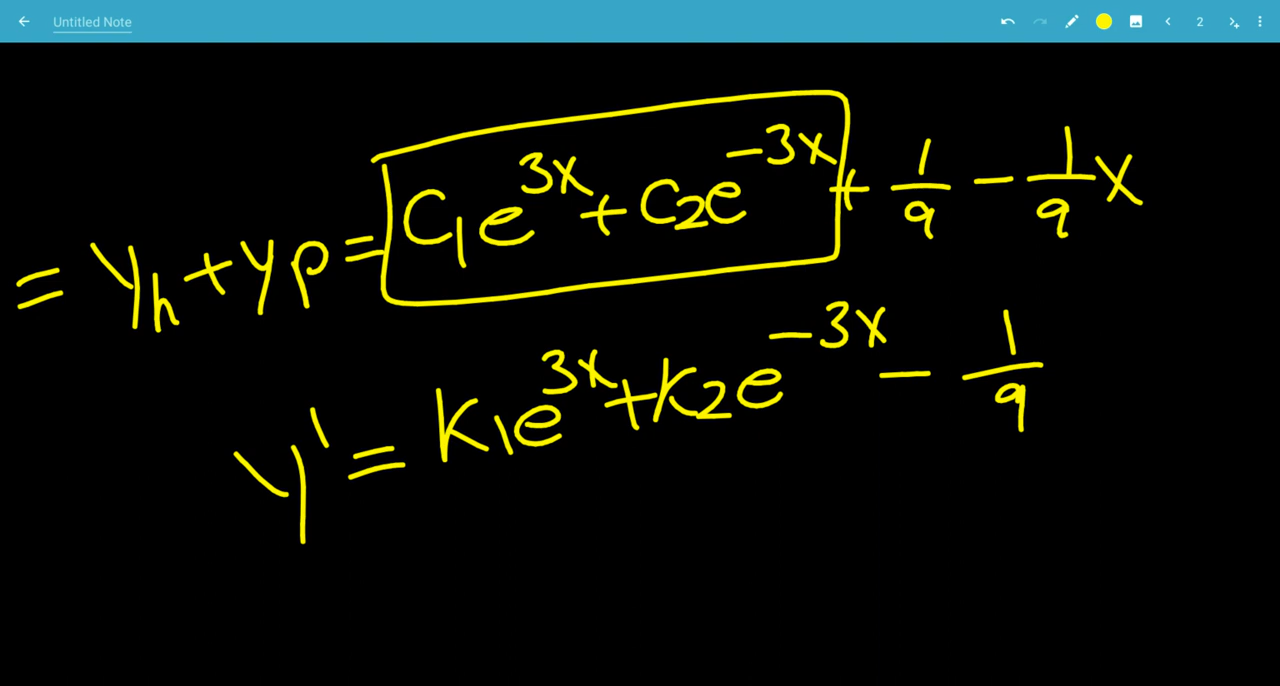 Untitled Note
2
= yh + yp = C₁e^{3x} + C₂e^{-3x} + 1/9 - 1/9 x
y' = K₁e^{3x} + K₂e^{-3x} - 1/9